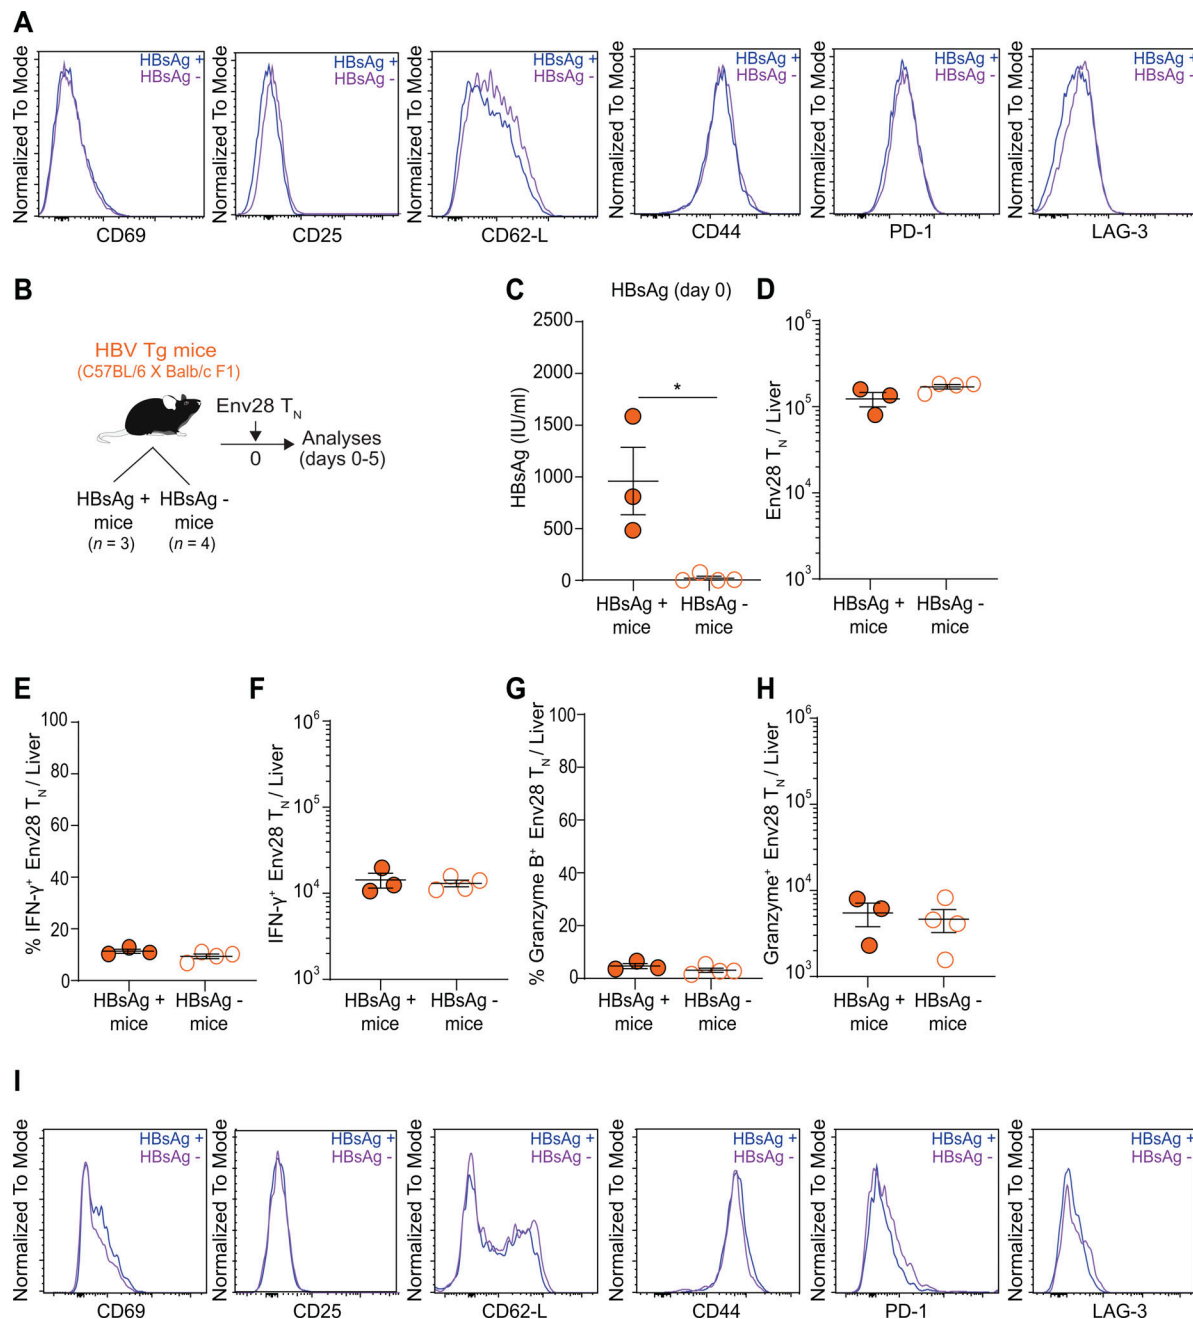 A
Normalized To Mode
HBsAg +
HBsAg -
CD69
Normalized To Mode
HBsAg +
HBsAg -
CD25
Normalized To Mode
HBsAg +
HBsAg -
CD62-L
Normalized To Mode
HBsAg +
HBsAg -
CD44
Normalized To Mode
HBsAg +
HBsAg -
PD-1
Normalized To Mode
HBsAg +
HBsAg -
LAG-3
B
HBV Tg mice
(C57BL/6 X Balb/c F1)
Env28 T_N
0
Analyses
(days 0-5)
HBsAg +
mice
(n = 3)
HBsAg -
mice
(n = 4)
C
HBsAg (day 0)
HBsAg (IU/ml)
2500
2000
1500
1000
500
0
*
HBsAg +
mice
HBsAg -
mice
D
Env28 T_N / Liver
10^6
10^5
10^4
10^3
HBsAg +
mice
HBsAg -
mice
E
% IFN-γ^+ Env28 T_N / Liver
100
80
60
40
20
0
HBsAg +
mice
HBsAg -
mice
F
IFN-γ^+ Env28 T_N / Liver
10^6
10^5
10^4
10^3
HBsAg +
mice
HBsAg -
mice
G
% Granzyme B^+ Env28 T_N / Liver
100
80
60
40
20
0
HBsAg +
mice
HBsAg -
mice
H
Granzyme^+ Env28 T_N / Liver
10^6
10^5
10^4
10^3
HBsAg +
mice
HBsAg -
mice
I
Normalized To Mode
HBsAg +
HBsAg -
CD69
Normalized To Mode
HBsAg +
HBsAg -
CD25
Normalized To Mode
HBsAg +
HBsAg -
CD62-L
Normalized To Mode
HBsAg +
HBsAg -
CD44
Normalized To Mode
HBsAg +
HBsAg -
PD-1
Normalized To Mode
HBsAg +
HBsAg -
LAG-3